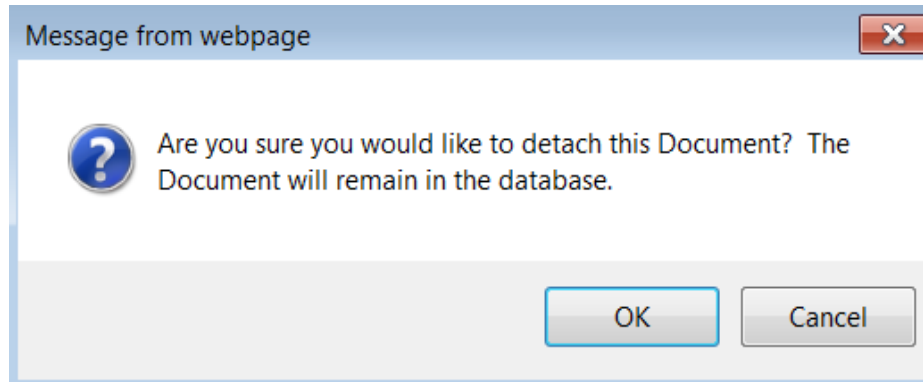 Message from webpage
Are you sure you would like to detach this Document?  The
Document will remain in the database.
OK
Cancel